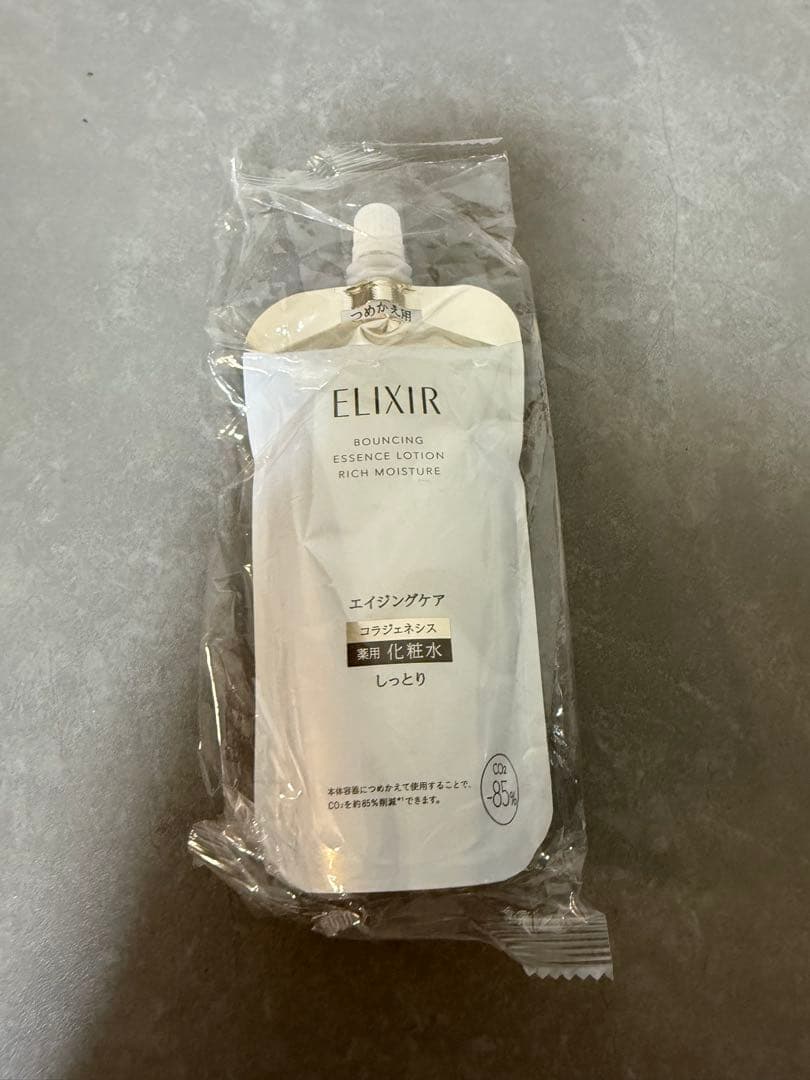 つめかえ用
ELIXIR
BOUNCING
ESSENCE LOTION
RICH MOISTURE
エイジングケア
コラジェネシス
薬用 化粧水
しっとり
本体容器につめかえて使用することで、
CO₂を約85%削減*¹できます。
CO₂
-85%